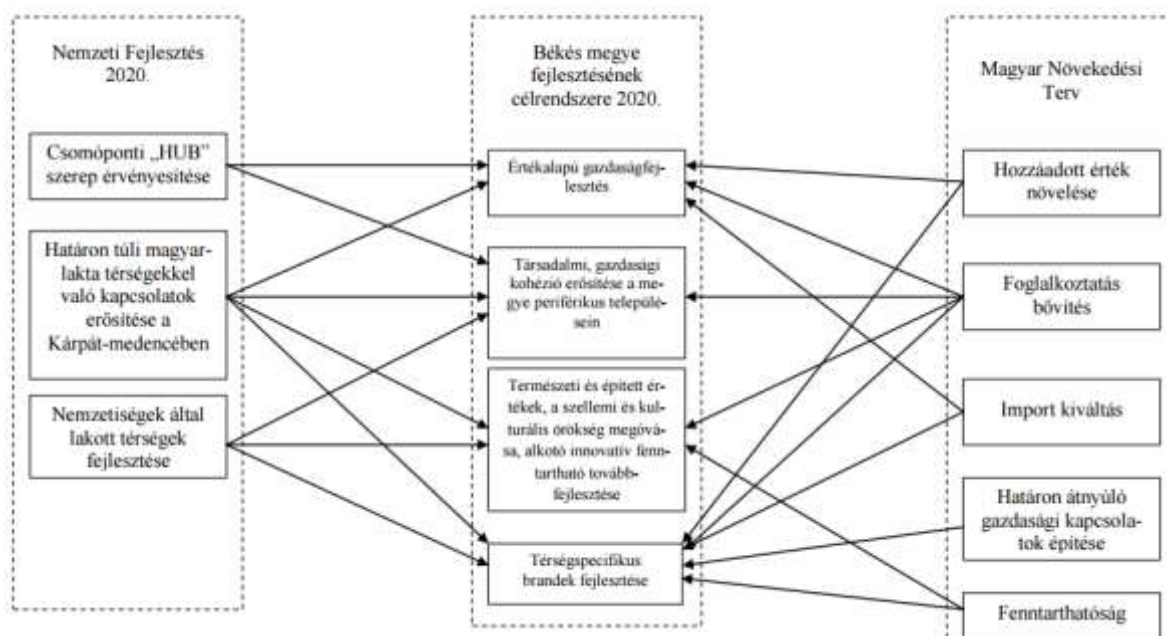 Nemzeti Fejlesztés
2020.
Csomóponti „HUB”
szerep érvényesítése
Határon túli magyar-
lakta térségekkel
való kapcsolatok
erősítése a
Kárpát-medencében
Nemzetiségek által
lakott térségek
fejlesztése
Békés megye
fejlesztésének
célrendszere 2020.
Értékalapú gazdaságfej-
lesztés
Társadalmi, gazdasági
kohézió erősítése a me-
gye periférikus települé-
sein
Természeti és épített ér-
tékek, a szellemi és kul-
turális örökség megóvá-
sa, alkotó innovatív fenn-
tartható tovább-
fejlesztése
Térségspecifikus
brandek fejlesztése
Magyar Növekedési
Terv
Hozzáadott érték
növelése
Foglalkoztatás
bővítés
Import kiváltás
Határon átnyúló
gazdasági kapcsola-
tok építése
Fenntarthatóság